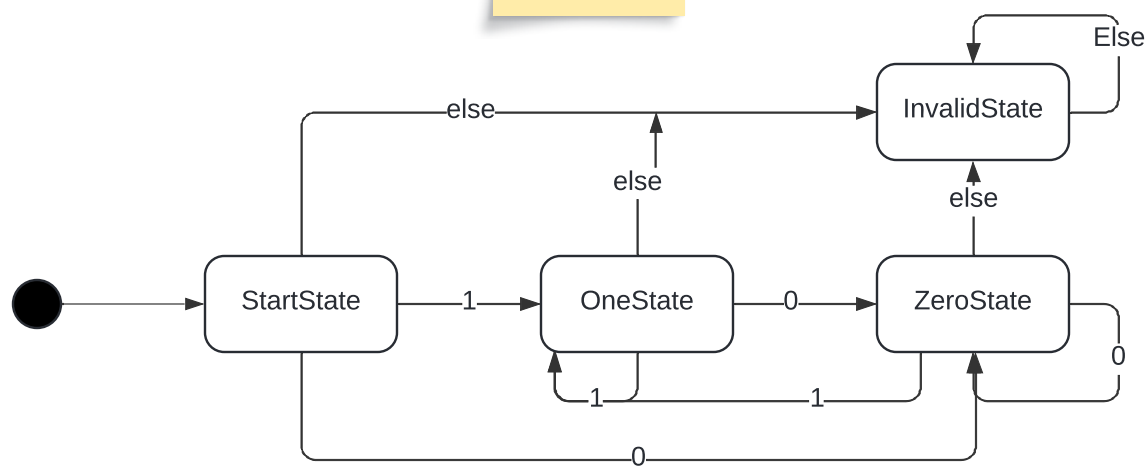 Else
InvalidState
else
else
else
StartState
1
OneState
0
ZeroState
0
1
1
0